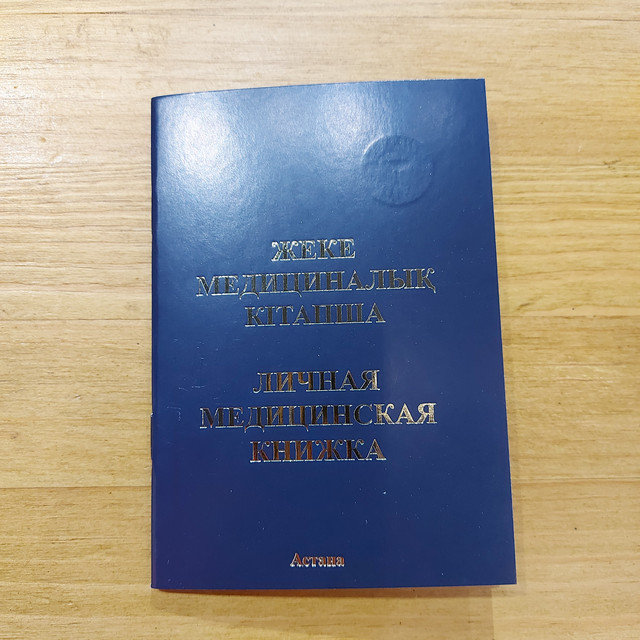 ЖЕКЕ
МЕДИЦИНАЛЫҚ
КІТАПША
ЛИЧНАЯ
МЕДИЦИНСКАЯ
КНИЖКА
Астана